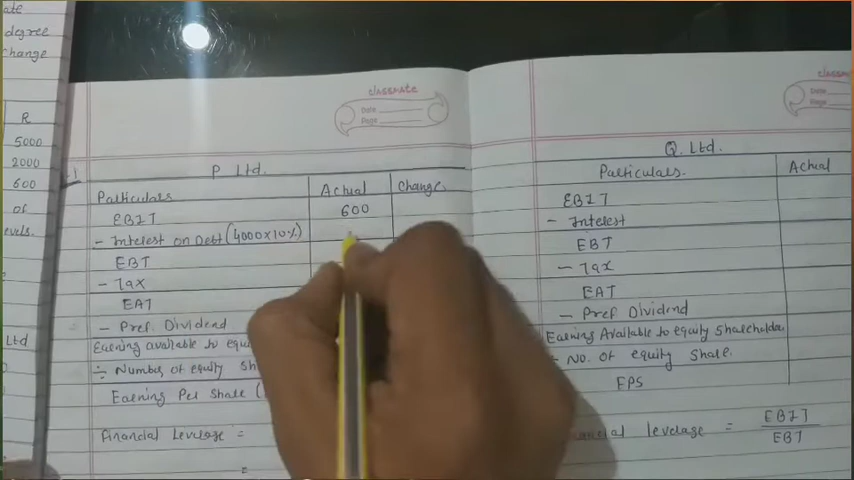 ate
degree
change
R
5000
2000
600
of
evels.
Ltd
classmate
Date
Page
P Ltd.
Particulars
Actual
Change.
EBIT
600
- Interest on Debt (4000x10%)
EBT
- Tax
EAT
- Pref. Dividend
Earning available to equ
÷ Number of equity sh
Earning Per Share (
Financial Leverage =
=
classmate
Date
Page
Q. Ltd.
Particulars.
Actual
EBIT
- Interest
EBT
- Tax
EAT
- Pref Dividend
Earning Available to equity Shareholder
No. of equity Share.
EPS
leverage = EBIT
EBT